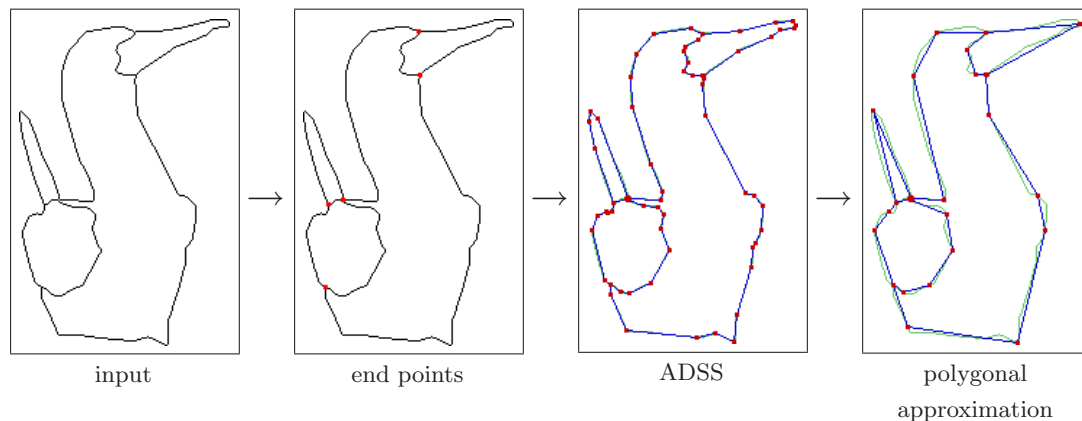 input
end points
ADSS
polygonal
approximation